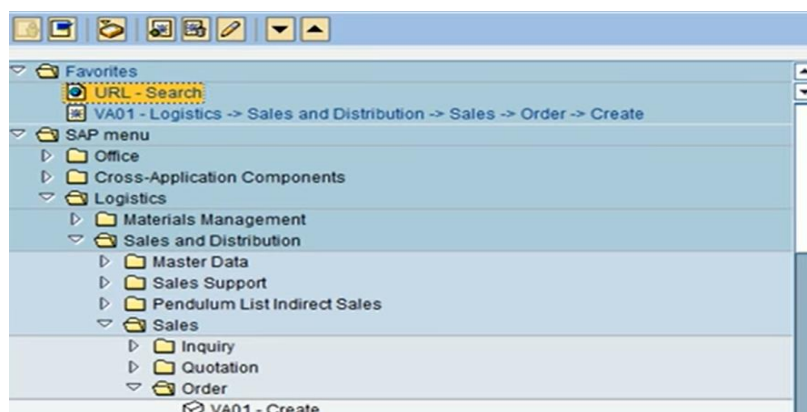 Favorites
URL - Search
VA01 - Logistics -> Sales and Distribution -> Sales -> Order -> Create
SAP menu
Office
Cross-Application Components
Logistics
Materials Management
Sales and Distribution
Master Data
Sales Support
Pendulum List Indirect Sales
Sales
Inquiry
Quotation
Order
VA01 - Create